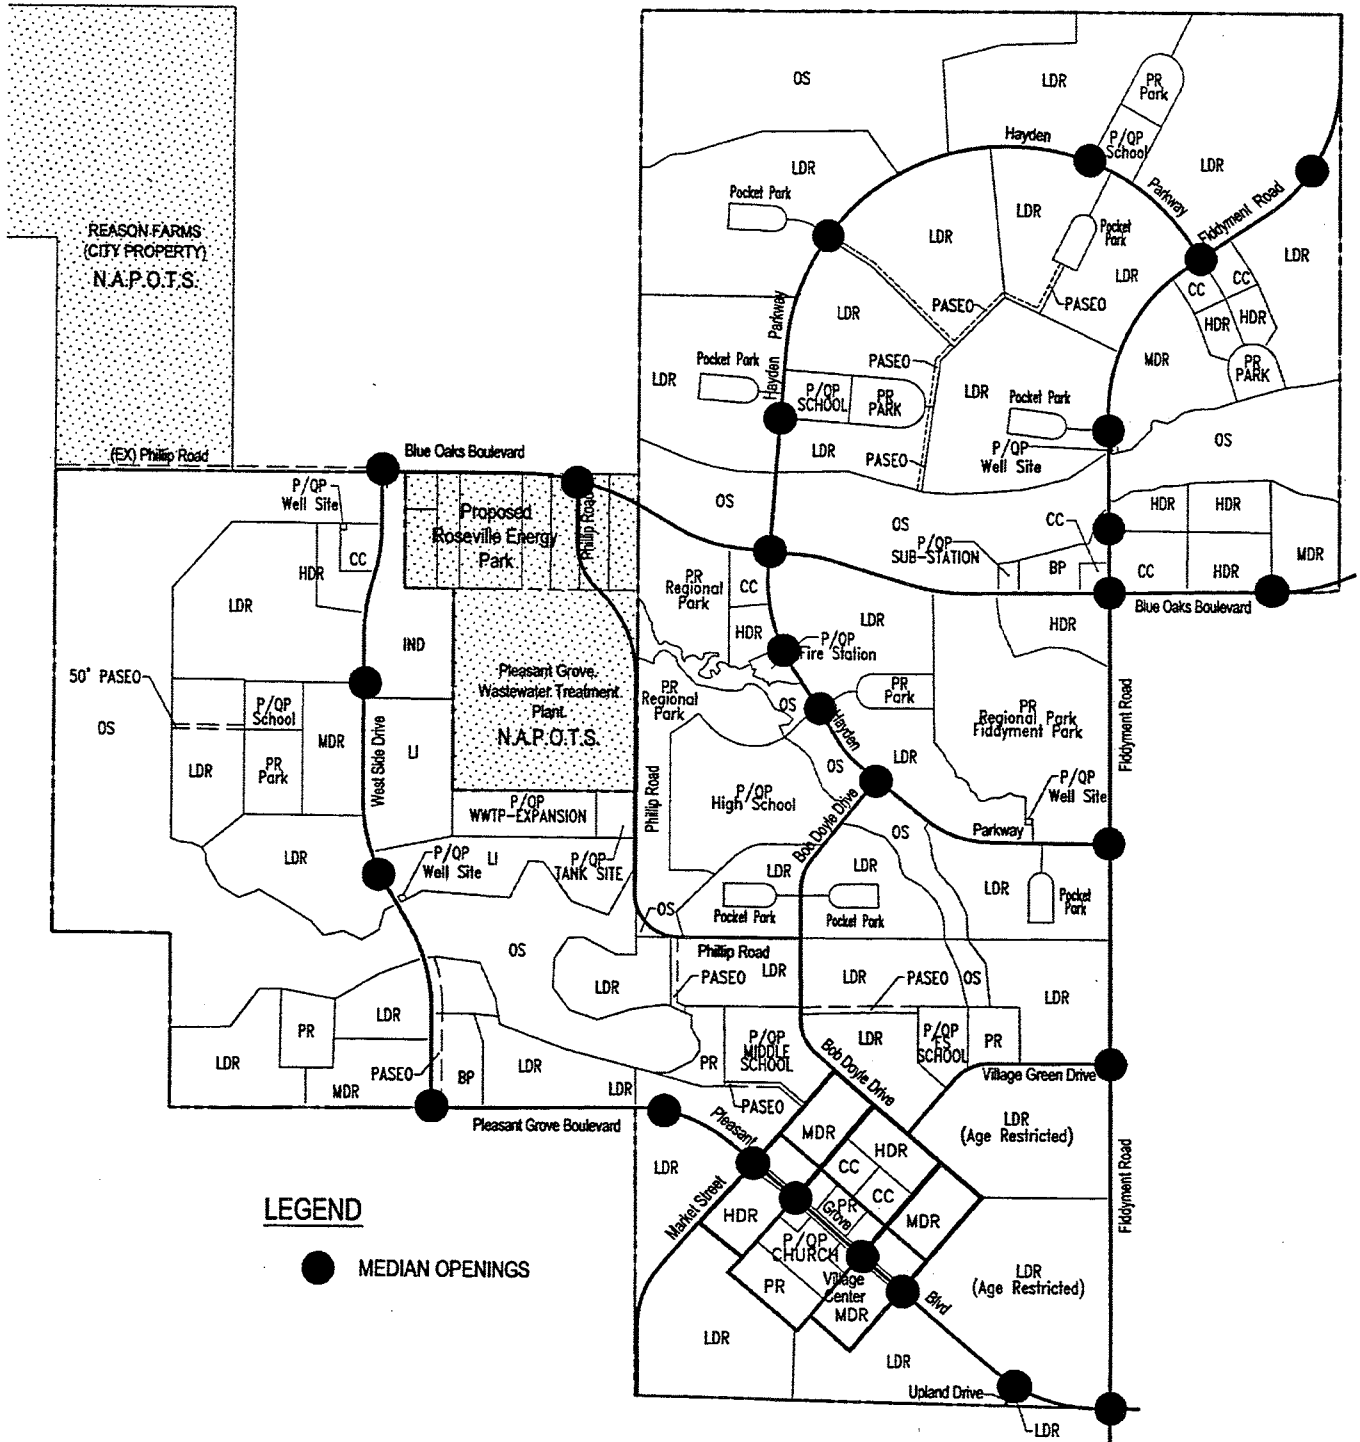 OS
LDR
PR
Park
Hayden
P/QP
School
LDR
LDR
Parkway
Fiddyment Road
Pocket Park
LDR
LDR
Pocket
Park
LDR
LDR
CC
CC
HDR
HDR
REASON FARMS
(CITY PROPERTY)
N.A.P.O.T.S.
PASEO
PASEO
Hayden Parkway
LDR
PASEO
MDR
PR
PARK
Pocket Park
LDR
P/QP
SCHOOL
PR
PARK
LDR
Pocket Park
OS
LDR
PASEO
P/QP
Well Site
(EX) Phillip Road
Blue Oaks Boulevard
P/QP
Well Site
OS
OS
CC
HDR
HDR
MDR
Proposed
Roseville Energy
Park
Phillip Road
P/QP
SUB-STATION
BP
CC
HDR
Blue Oaks Boulevard
CC
HDR
LDR
PR
Regional
Park
CC
HDR
LDR
HDR
IND
P/QP
Fire Station
50' PASEO
OS
P/QP
School
MDR
LDR
PR
Park
West Side Drive
LI
Pleasant Grove
Wastewater Treatment
Plant
N.A.P.O.T.S.
PR
Regional
Park
OS
Hayden
PR
Park
PR
Regional Park
Fiddyment Park
Fiddyment Road
OS
LDR
P/QP
Well Site
P/QP
WWTP-EXPANSION
Phillip Road
P/QP
High School
Bob Doyle Drive
OS
Parkway
LDR
P/QP
Well Site
LI
P/QP
TANK SITE
LDR
LDR
LDR
Pocket Park
Pocket Park
Pocket
Park
OS
OS
Phillip Road
LDR
PASEO
LDR
LDR
PASEO
OS
LDR
PR
LDR
LDR
PASEO
MDR
BP
LDR
LDR
PR
P/QP
MIDDLE
SCHOOL
LDR
P/QP
ES
SCHOOL
PR
Bob Doyle Drive
Village Green Drive
PASEO
Pleasant Grove Boulevard
Pleasant
MDR
HDR
LDR
(Age Restricted)
LDR
CC
CC
Fiddyment Road
Market Street
HDR
PR
Grove
MDR
P/QP
CHURCH
PR
Village
Center
MDR
Blvd
LDR
(Age Restricted)
LEGEND
MEDIAN OPENINGS
LDR
LDR
Upland Drive
LDR